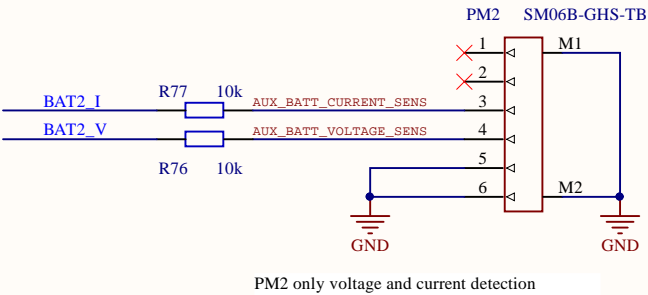 PM2 SM06B-GHS-TB
1 M1
2
R77 10k
BAT2_I AUX_BATT_CURRENT_SENS 3
BAT2_V AUX_BATT_VOLTAGE_SENS 4
R76 10k
5
6 M2
GND GND
PM2 only voltage and current detection